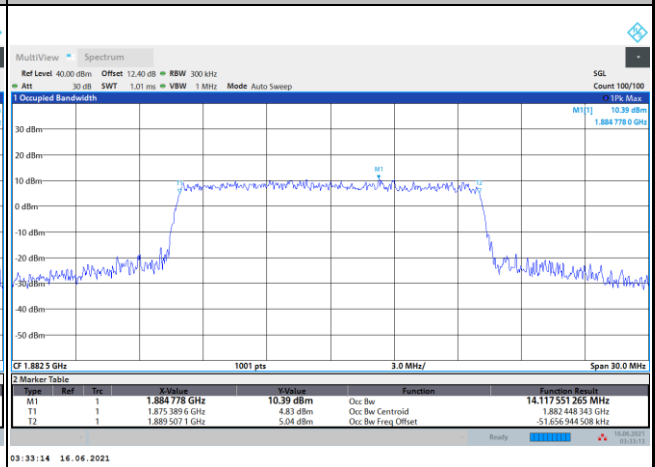 MultiView Spectrum
Ref Level 40.00 dBm Offset 12.40 dB RBW 300 kHz SGL
Att 30 dB SWT 1.01 ms VBW 1 MHz Mode Auto Sweep Count 100/100
1 Occupied Bandwidth 1Pk Max
M1[1] 10.39 dBm
1.884 778 0 GHz
30 dBm
20 dBm
M1
10 dBm
T1 T2
0 dBm
-10 dBm
-20 dBm
-30 dBm
-40 dBm
-50 dBm
CF 1.882 5 GHz 1001 pts 3.0 MHz/ Span 30.0 MHz
2 Marker Table
Type Ref Trc X-Value Y-Value Function Function Result
M1 1 1.884 778 GHz 10.39 dBm Occ Bw 14.117 551 265 MHz
T1 1 1.875 389 6 GHz 4.83 dBm Occ Bw Centroid 1.882 448 343 GHz
T2 1 1.889 507 1 GHz 5.04 dBm Occ Bw Freq Offset -51.656 944 508 kHz
Ready 16.06.2021
03:33:13
03:33:14 16.06.2021